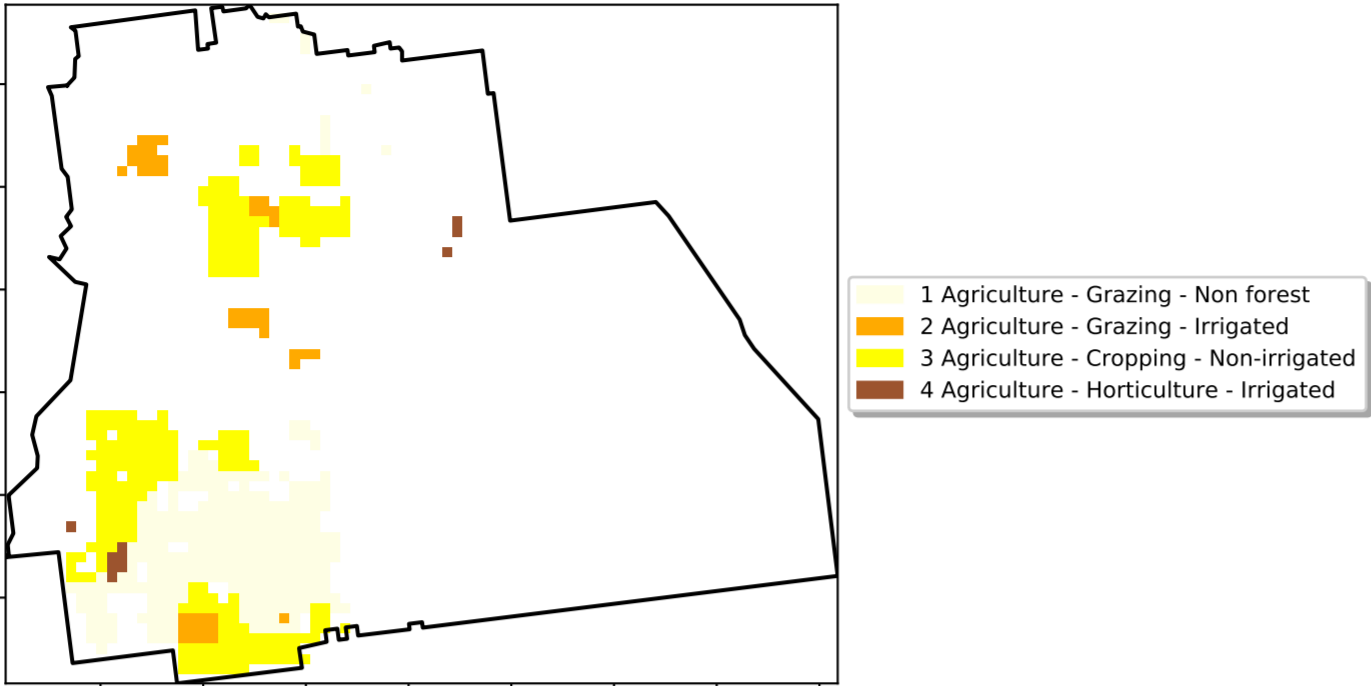 1 Agriculture - Grazing - Non forest
2 Agriculture - Grazing - Irrigated
3 Agriculture - Cropping - Non-irrigated
4 Agriculture - Horticulture - Irrigated